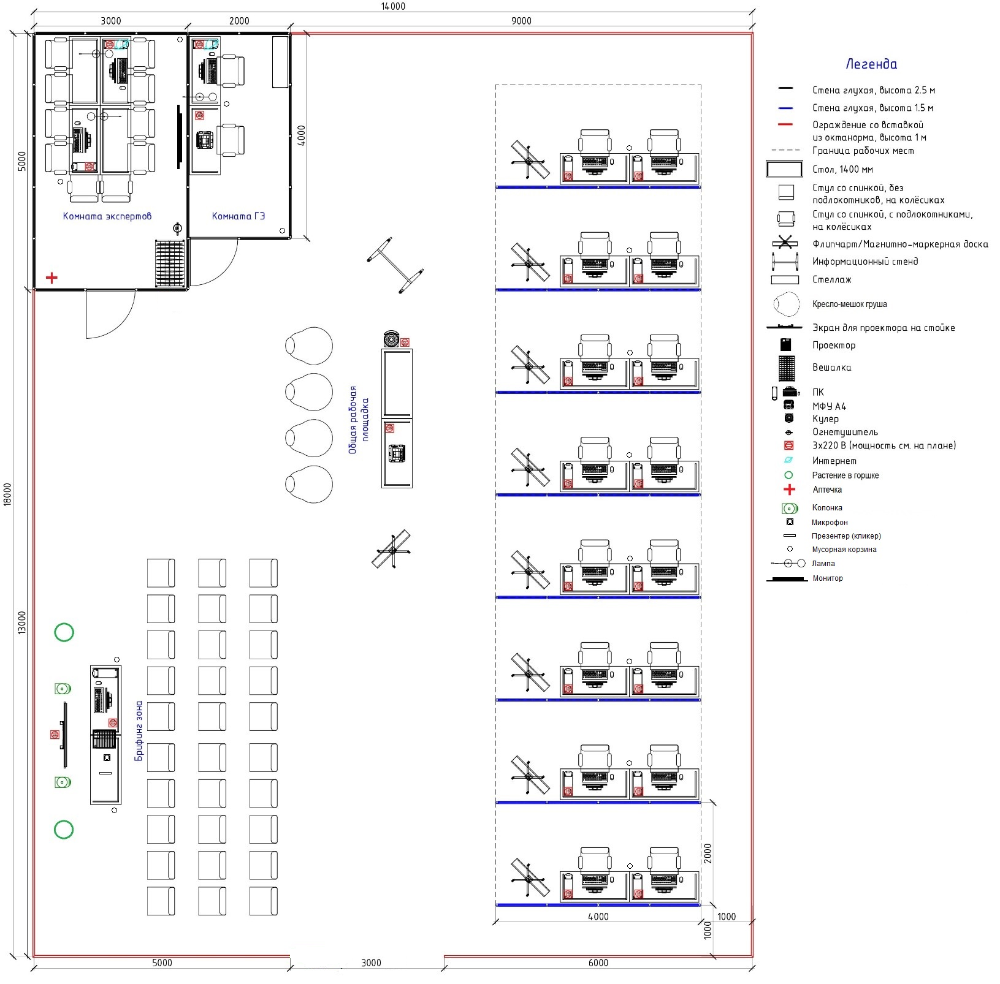 14000
3000
2000
9000
5000
4000
18000
13000
Комната экспертов
Комната ГЭ
Общая рабочая
площадка
Брифинг зона
2000
4000
1000
1000
5000
3000
6000
Легенда
Стена глухая, высота 2.5 м
Стена глухая, высота 1.5 м
Ограждение со вставкой
из октанорма, высота 1 м
Граница рабочих мест
Стол, 1400 мм
Стул со спинкой, без
подлокотников, на колёсиках
Стул со спинкой, с подлокотниками,
на колёсиках
Флипчарт/Магнитно-маркерная доска
Информационный стенд
Стеллаж
Кресло-мешок груша
Экран для проектора на стойке
Проектор
Вешалка
ПК
МФУ А4
Кулер
Огнетушитель
3х220 В (мощность см. на плане)
Интернет
Растение в горшке
Аптечка
Колонка
Микрофон
Презентер (кликер)
Мусорная корзина
Лампа
Монитор